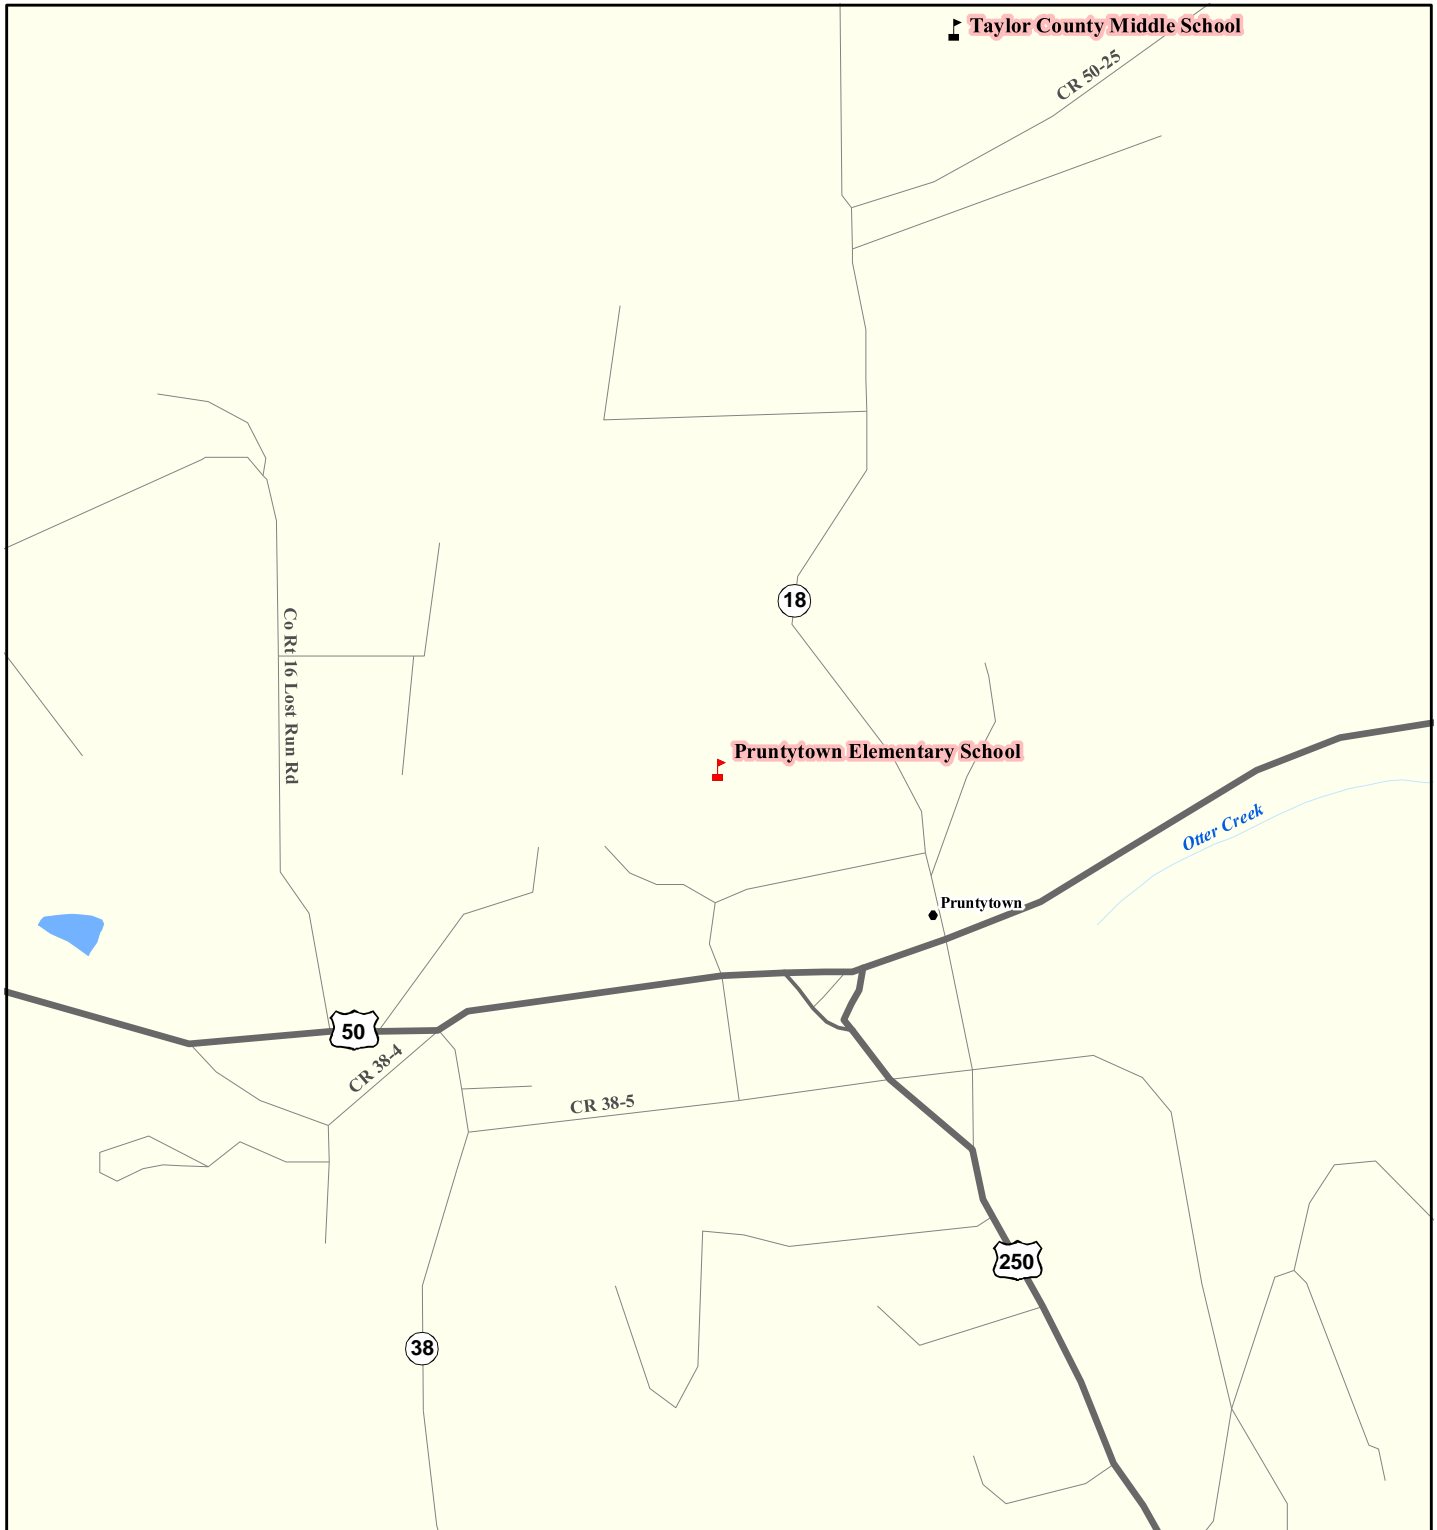 Taylor County Middle School
CR 50-25
18
Co Rt 16 Lost Run Rd
Pruntytown Elementary School
Otter Creek
Pruntytown
50
CR 38-4
CR 38-5
250
38